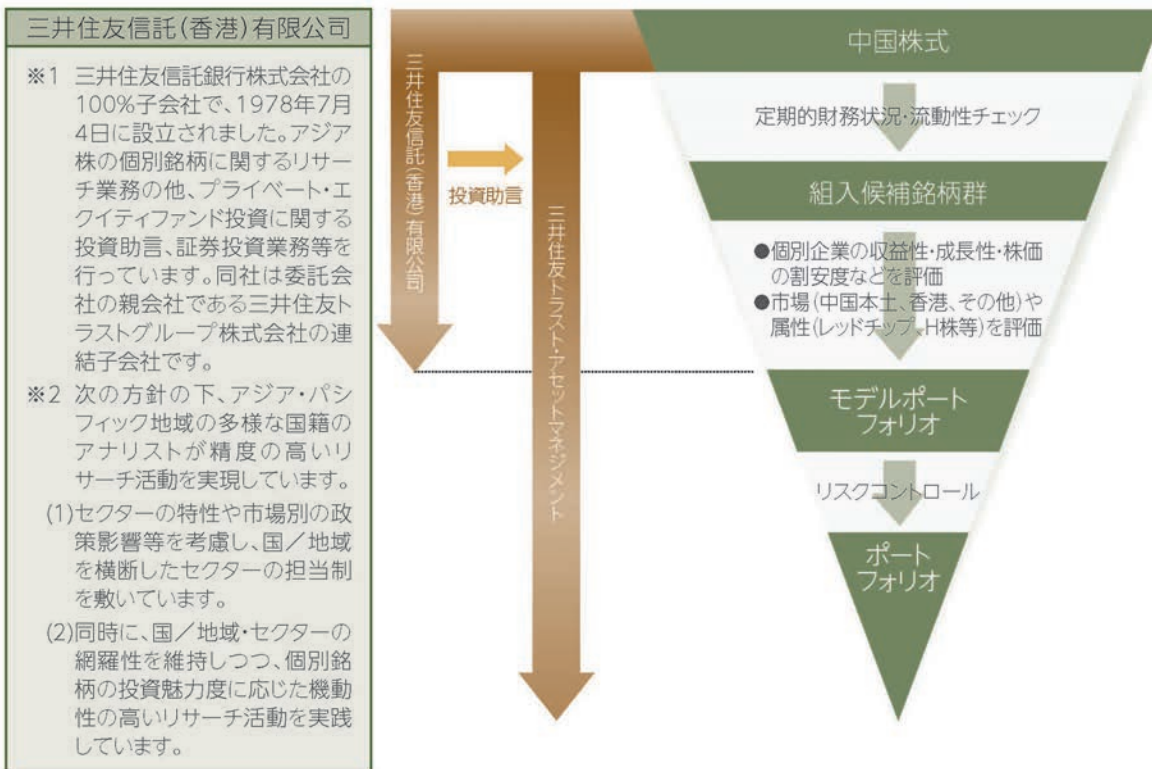 三井住友信託(香港)有限公司
※1 三井住友信託銀行株式会社の
100%子会社で、1978年7月
4日に設立されました。アジア
株の個別銘柄に関するリサー
チ業務の他、プライベート・エ
クイティファンド投資に関する
投資助言、証券投資業務等を
行っています。同社は委託会
社の親会社である三井住友ト
ラストグループ株式会社の連
結子会社です。
※2 次の方針の下、アジア・パシ
フィック地域の多様な国籍の
アナリストが精度の高いリ
サーチ活動を実現しています。
(1)セクターの特性や市場別の政
策影響等を考慮し、国／地域
を横断したセクターの担当制
を敷いています。
(2)同時に、国／地域・セクターの
網羅性を維持しつつ、個別銘
柄の投資魅力度に応じた機動
性の高いリサーチ活動を実践
しています。
三井住友信託(香港)有限公司
投資助言
三井住友トラスト・アセットマネジメント
中国株式
定期的財務状況・流動性チェック
組入候補銘柄群
●個別企業の収益性・成長性・株価
の割安度などを評価
●市場(中国本土、香港、その他)や
属性(レッドチップ、H株等)を評価
モデルポート
フォリオ
リスクコントロール
ポート
フォリオ